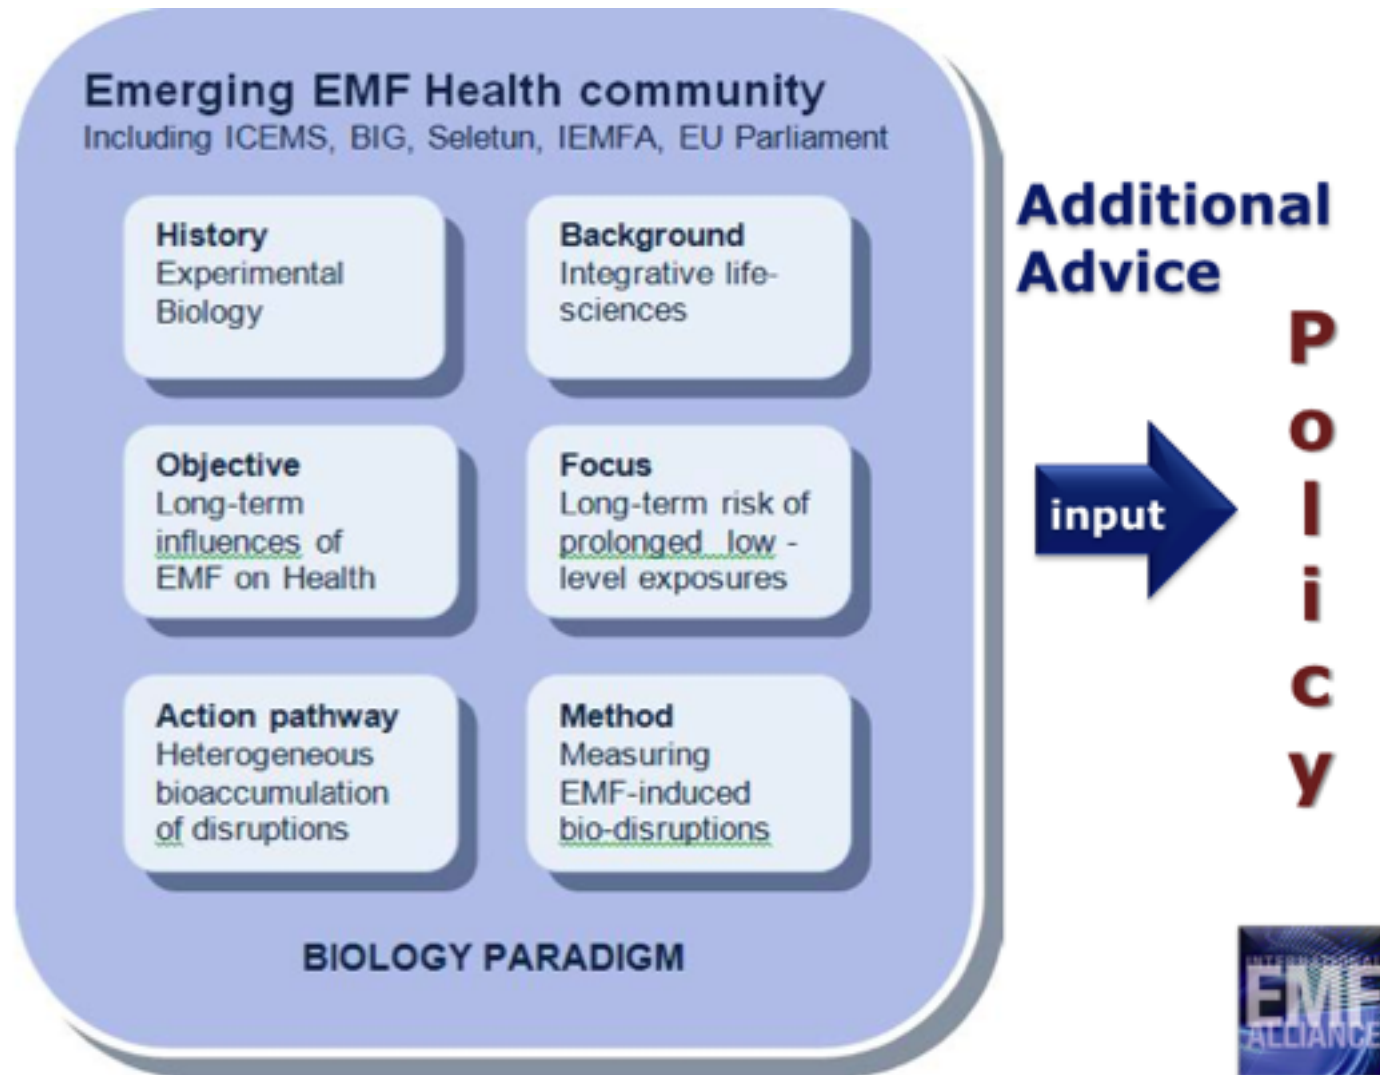 Emerging EMF Health community
Including ICEMS, BIG, Seletun, IEMFA, EU Parliament
History
Experimental
Biology
Background
Integrative life-
sciences
Objective
Long-term
influences of
EMF on Health
Focus
Long-term risk of
prolonged low -
level exposures
Action pathway
Heterogeneous
bioaccumulation
of disruptions
Method
Measuring
EMF-induced
bio-disruptions
BIOLOGY PARADIGM
Additional
Advice
input
Policy
INTERNATIONAL
EMF
ALLIANCE